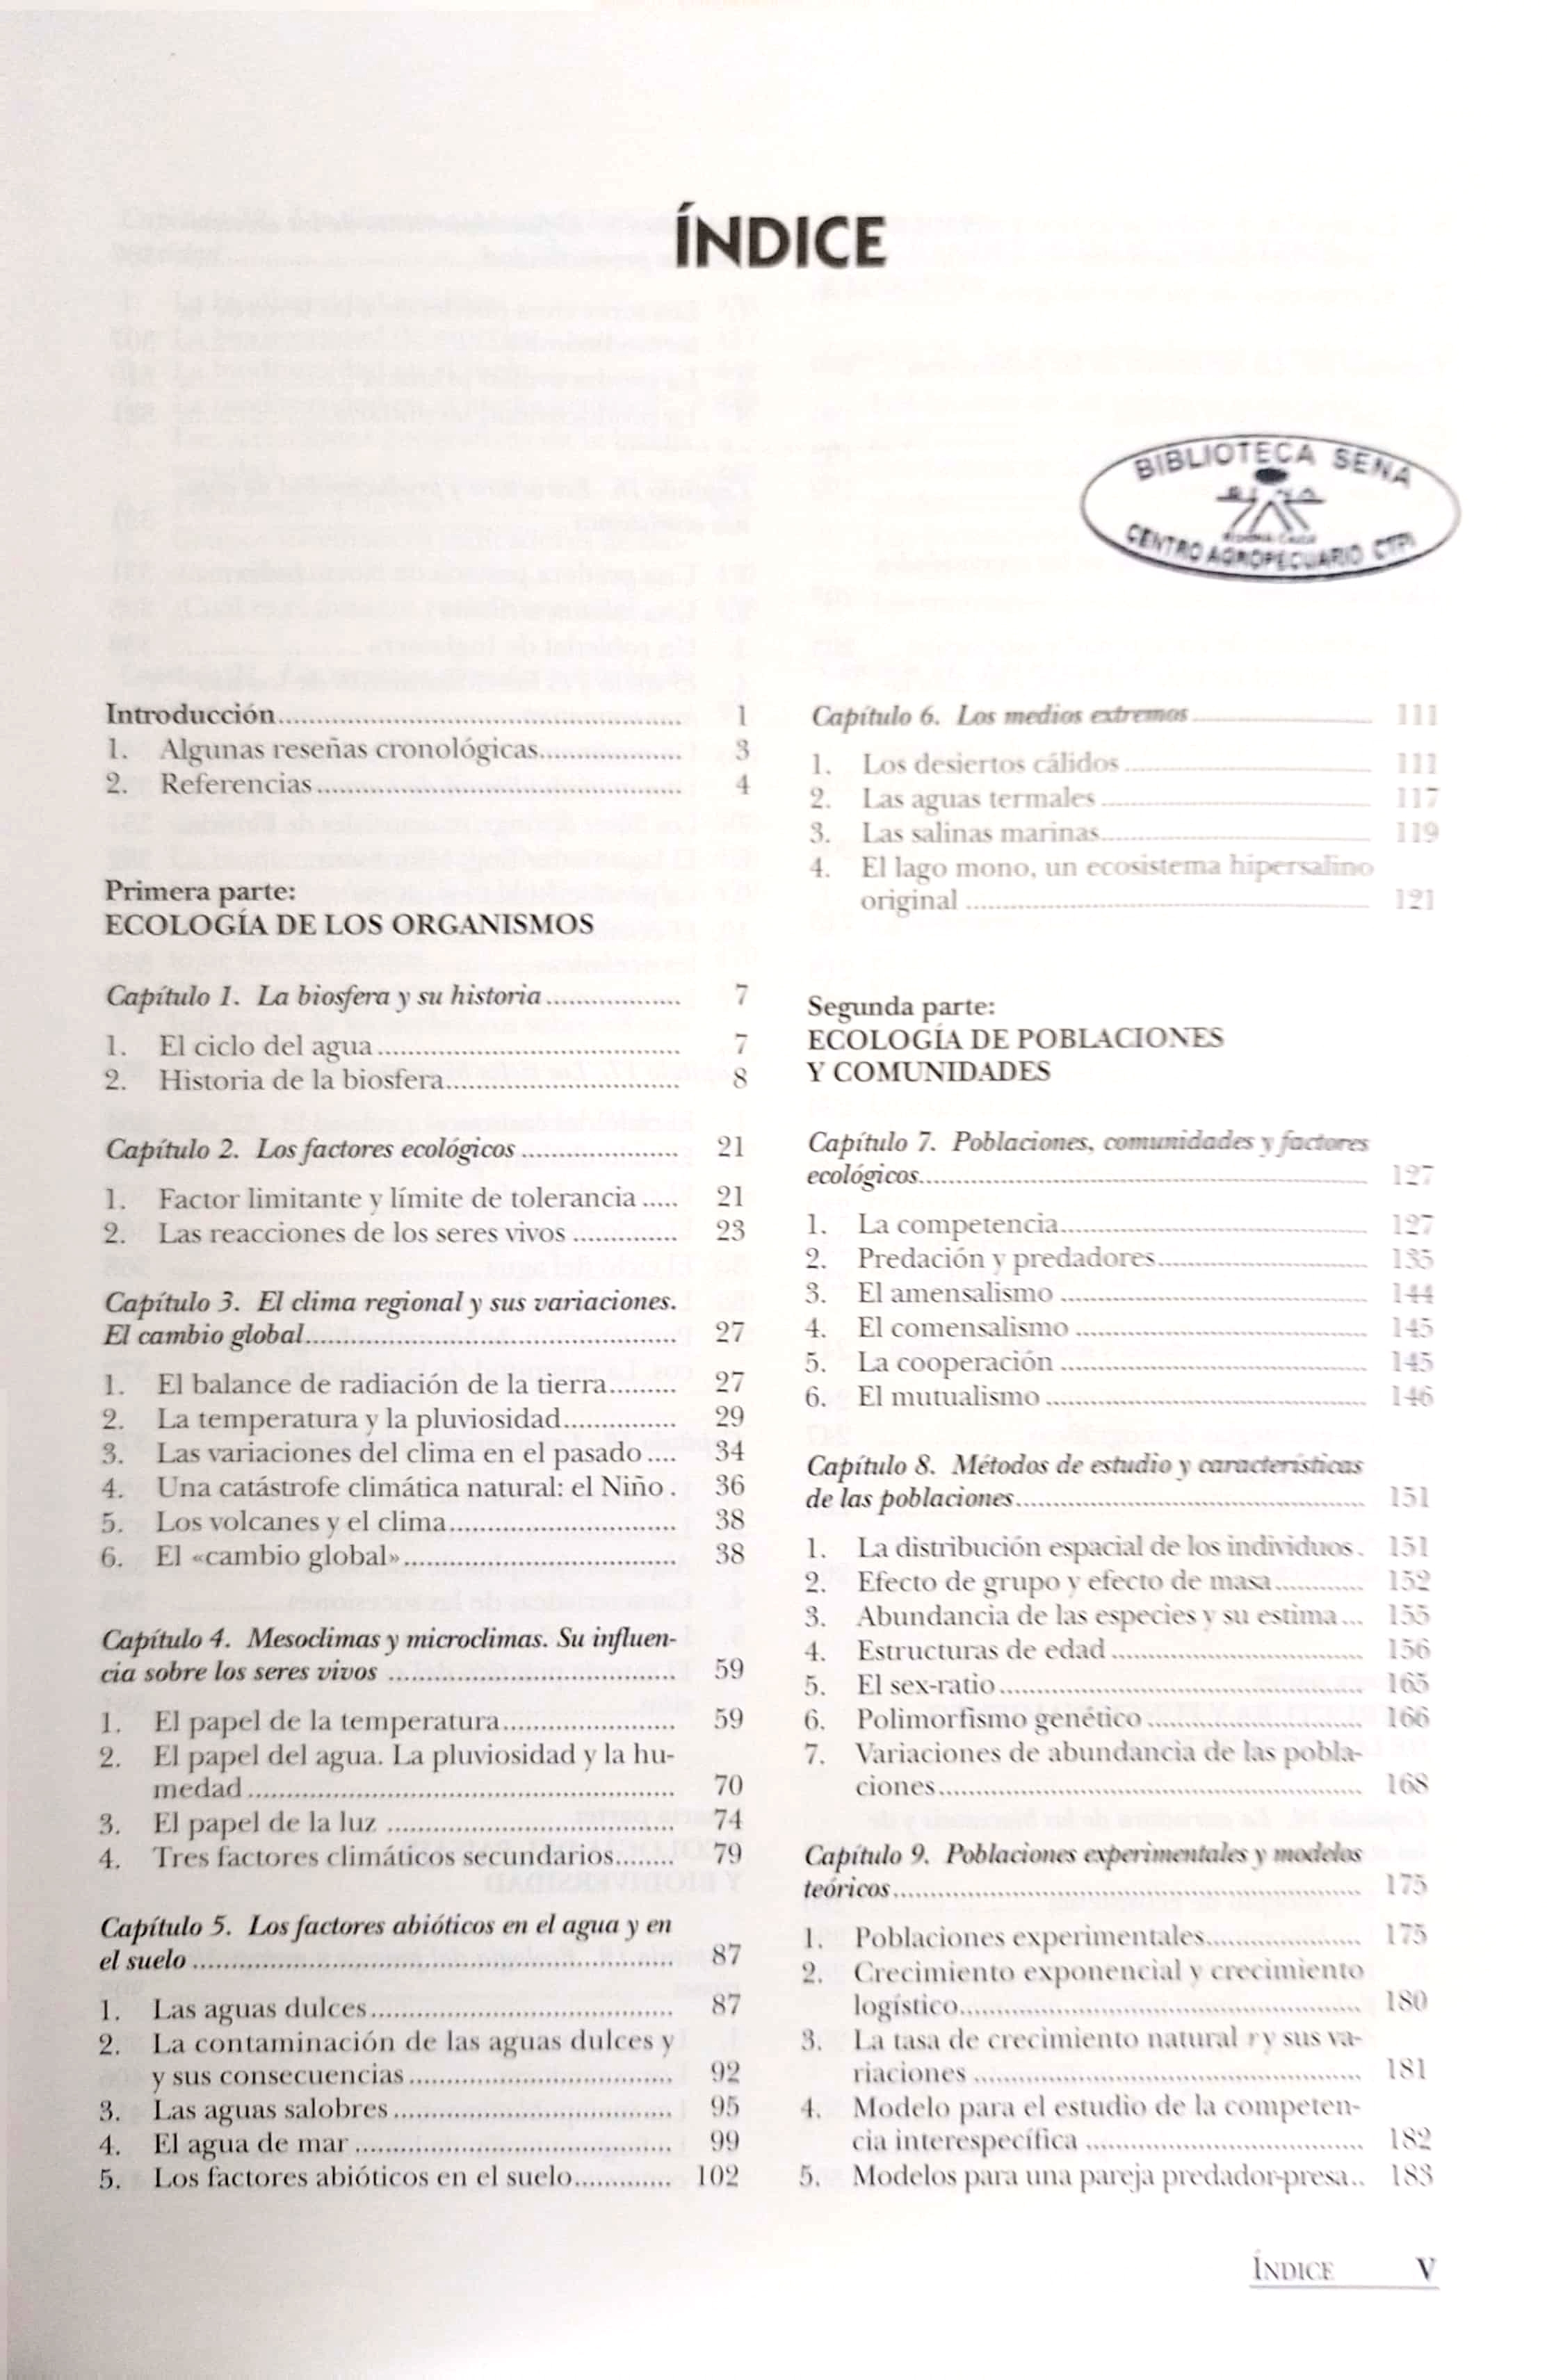 ÍNDICE
BIBLIOTECA SENA
CENTRO AGROPECUARIO CTPI
Introducción.................................................... 1
1. Algunas reseñas cronológicas................... 3
2. Referencias............................................... 4
Primera parte:
ECOLOGÍA DE LOS ORGANISMOS
Capítulo 1. La biosfera y su historia.................. 7
1. El ciclo del agua....................................... 7
2. Historia de la biosfera.............................. 8
Capítulo 2. Los factores ecológicos..................... 21
1. Factor limitante y límite de tolerancia..... 21
2. Las reacciones de los seres vivos.............. 23
Capítulo 3. El clima regional y sus variaciones.
El cambio global................................................ 27
1. El balance de radiación de la tierra......... 27
2. La temperatura y la pluviosidad............... 29
3. Las variaciones del clima en el pasado.... 34
4. Una catástrofe climática natural: el Niño. 36
5. Los volcanes y el clima............................. 38
6. El «cambio global»................................... 38
Capítulo 4. Mesoclimas y microclimas. Su influen-
cia sobre los seres vivos..................................... 59
1. El papel de la temperatura...................... 59
2. El papel del agua. La pluviosidad y la hu-
medad....................................................... 70
3. El papel de la luz..................................... 74
4. Tres factores climáticos secundarios........ 79
Capítulo 5. Los factores abióticos en el agua y en
el suelo.............................................................. 87
1. Las aguas dulces....................................... 87
2. La contaminación de las aguas dulces y
y sus consecuencias.................................. 92
3. Las aguas salobres.................................... 95
4. El agua de mar......................................... 99
5. Los factores abióticos en el suelo............. 102
Capítulo 6. Los medios extremos....................... 111
1. Los desiertos cálidos................................ 111
2. Las aguas termales................................... 117
3. Las salinas marinas................................... 119
4. El lago mono, un ecosistema hipersalino
original..................................................... 121
Segunda parte:
ECOLOGÍA DE POBLACIONES
Y COMUNIDADES
Capítulo 7. Poblaciones, comunidades y factores
ecológicos.......................................................... 127
1. La competencia........................................ 127
2. Predación y predadores........................... 135
3. El amensalismo........................................ 144
4. El comensalismo...................................... 145
5. La cooperación........................................ 145
6. El mutualismo.......................................... 146
Capítulo 8. Métodos de estudio y características
de las poblaciones.............................................. 151
1. La distribución espacial de los individuos. 151
2. Efecto de grupo y efecto de masa............ 152
3. Abundancia de las especies y su estima... 155
4. Estructuras de edad................................. 156
5. El sex-ratio............................................... 165
6. Polimorfismo genético............................ 166
7. Variaciones de abundancia de las pobla-
ciones....................................................... 168
Capítulo 9. Poblaciones experimentales y modelos
teóricos.............................................................. 175
1. Poblaciones experimentales..................... 175
2. Crecimiento exponencial y crecimiento
logístico..................................................... 180
3. La tasa de crecimiento natural r y sus va-
riaciones................................................... 181
4. Modelo para el estudio de la competen-
cia interespecífica.................................... 182
5. Modelos para una pareja predador-presa.. 183
ÍNDICE V